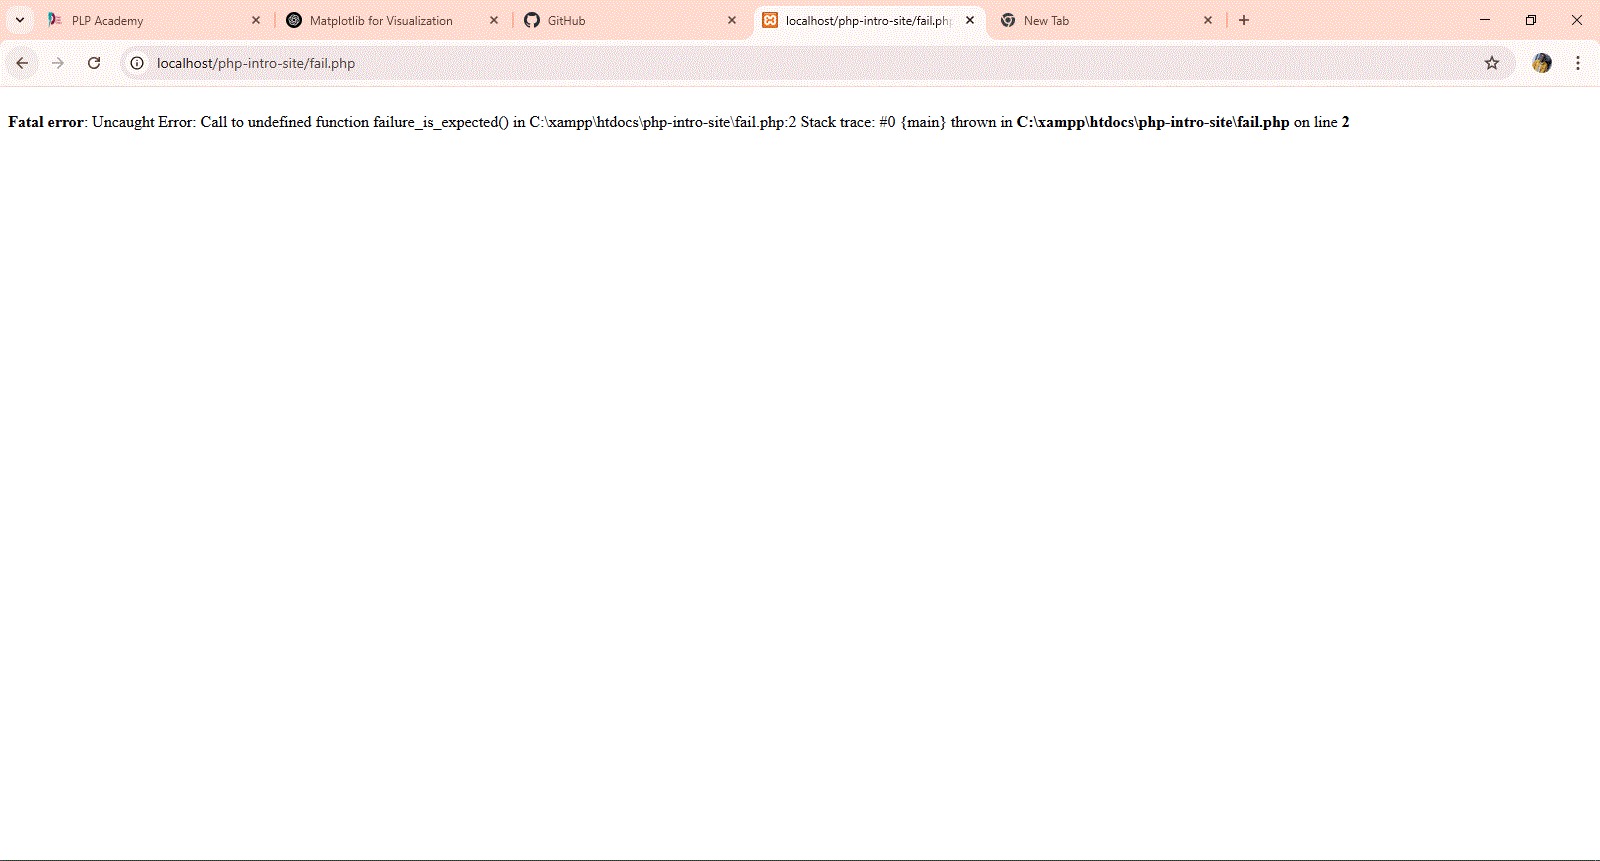 PLP Academy
Matplotlib for Visualization
GitHub
localhost/php-intro-site/fail.php
New Tab
localhost/php-intro-site/fail.php
Fatal error: Uncaught Error: Call to undefined function failure_is_expected() in C:\xampp\htdocs\php-intro-site\fail.php:2 Stack trace: #0 {main} thrown in C:\xampp\htdocs\php-intro-site\fail.php on line 2